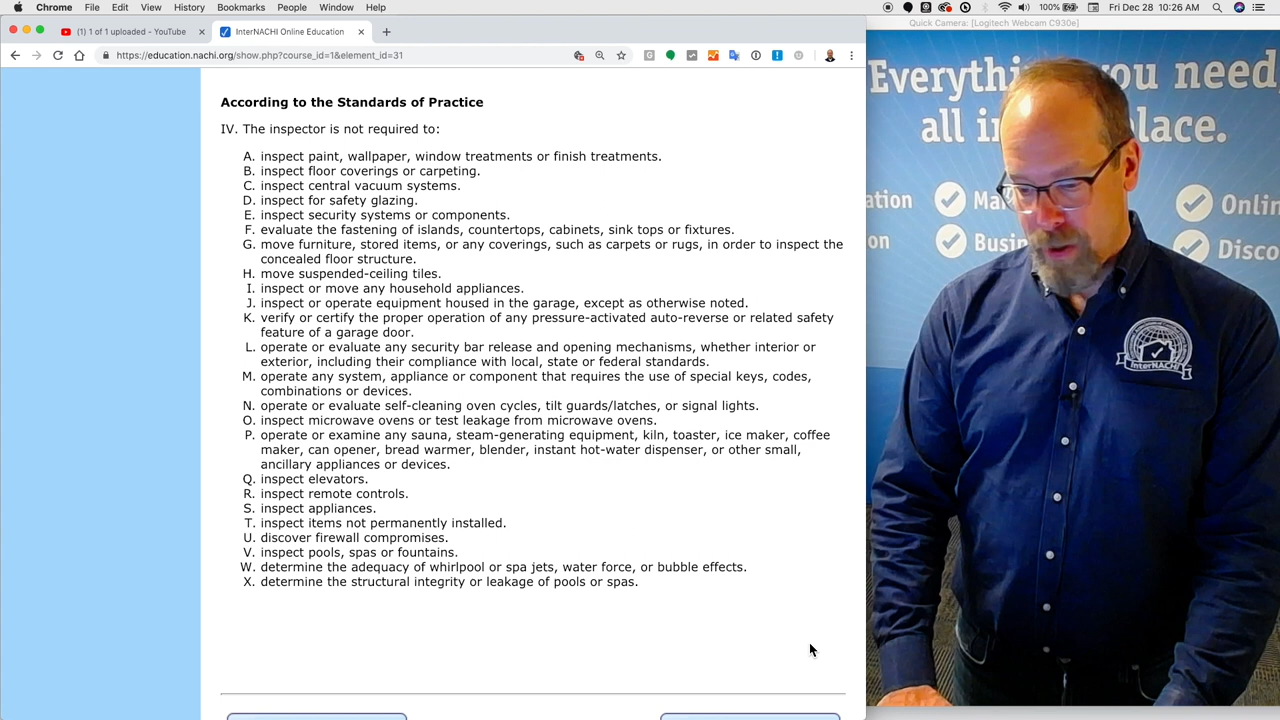 Chrome File Edit View History Bookmarks People Window Help
100% Fri Dec 28 10:26 AM
Quick Camera: [Logitech Webcam C930e]
(1) 1 of 1 uploaded - YouTube
InterNACHI Online Education
https://education.nachi.org/show.php?course_id=1&element_id=31
According to the Standards of Practice
IV. The inspector is not required to:
A. inspect paint, wallpaper, window treatments or finish treatments.
B. inspect floor coverings or carpeting.
C. inspect central vacuum systems.
D. inspect for safety glazing.
E. inspect security systems or components.
F. evaluate the fastening of islands, countertops, cabinets, sink tops or fixtures.
G. move furniture, stored items, or any coverings, such as carpets or rugs, in order to inspect the
concealed floor structure.
H. move suspended-ceiling tiles.
I. inspect or move any household appliances.
J. inspect or operate equipment housed in the garage, except as otherwise noted.
K. verify or certify the proper operation of any pressure-activated auto-reverse or related safety
feature of a garage door.
L. operate or evaluate any security bar release and opening mechanisms, whether interior or
exterior, including their compliance with local, state or federal standards.
M. operate any system, appliance or component that requires the use of special keys, codes,
combinations or devices.
N. operate or evaluate self-cleaning oven cycles, tilt guards/latches, or signal lights.
O. inspect microwave ovens or test leakage from microwave ovens.
P. operate or examine any sauna, steam-generating equipment, kiln, toaster, ice maker, coffee
maker, can opener, bread warmer, blender, instant hot-water dispenser, or other small,
ancillary appliances or devices.
Q. inspect elevators.
R. inspect remote controls.
S. inspect appliances.
T. inspect items not permanently installed.
U. discover firewall compromises.
V. inspect pools, spas or fountains.
W. determine the adequacy of whirlpool or spa jets, water force, or bubble effects.
X. determine the structural integrity or leakage of pools or spas.
Everything you need,
all in place.
InterNACHI